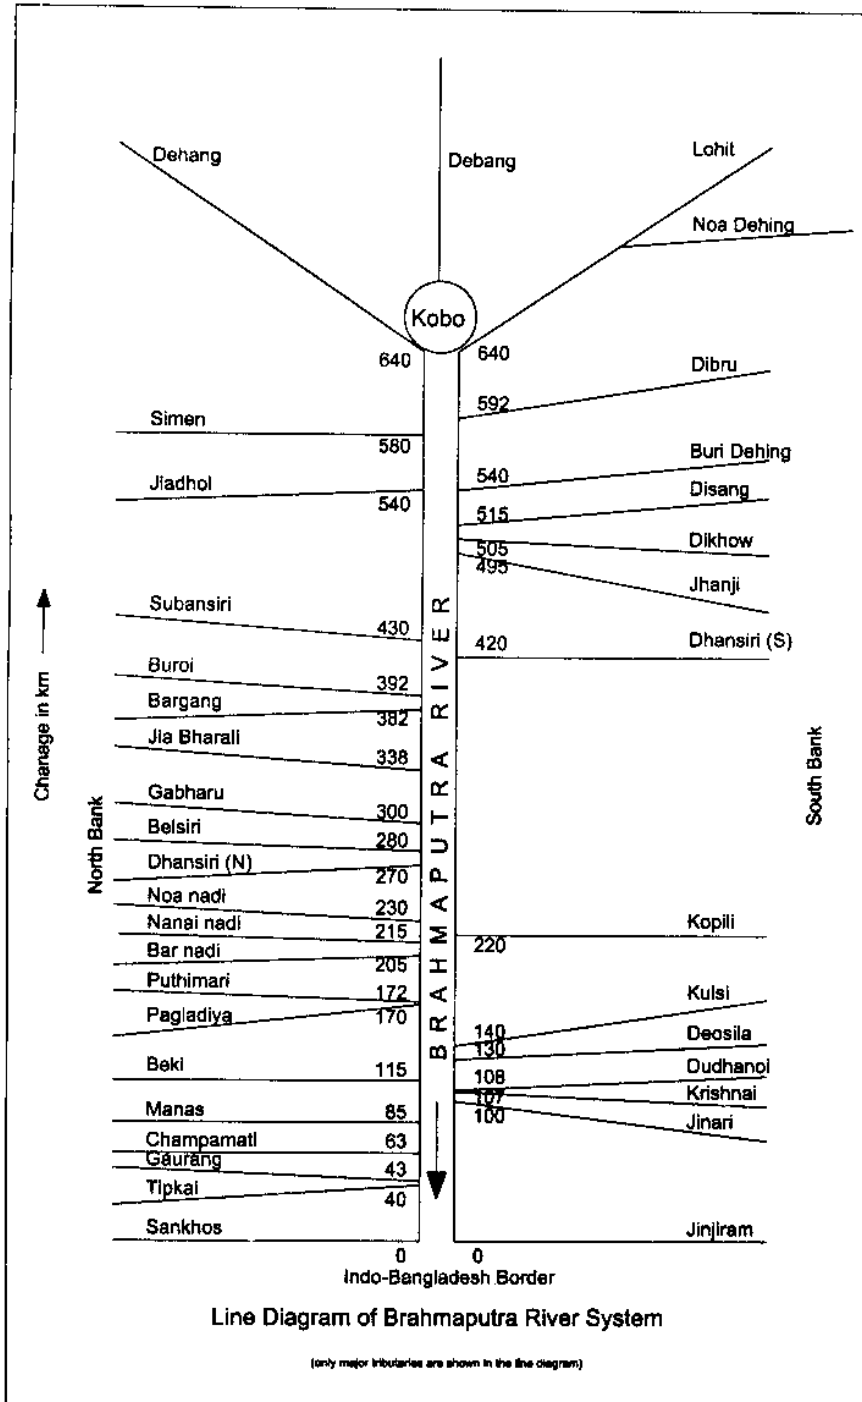 Dehang
Debang
Lohit
Noa Dehing
Kobo
640
640
Dibru
592
Simen
580
Buri Dehing
540
Jiadhol
540
Disang
515
Dikhow
505
495
Jhanji
Subansiri
430
420
Dhansiri (S)
Buroi
392
Bargang
382
Jia Bharali
338
Gabharu
300
Belsiri
280
Dhansiri (N)
270
Noa nadi
230
Nanai nadi
215
Kopili
220
Bar nadi
205
Puthimari
172
Pagladiya
170
Kulsi
140
Deosila
130
Beki
115
Dudhanoi
108
Krishnai
107
Manas
85
100
Jinari
Champamati
63
Gaurang
43
Tipkai
40
Sankhos
Jinjiram
0
0
Chanage in km
North Bank
BRAHMAPUTRA RIVER
South Bank
Indo-Bangladesh Border
Line Diagram of Brahmaputra River System
(only major tributaries are shown in the line diagram)